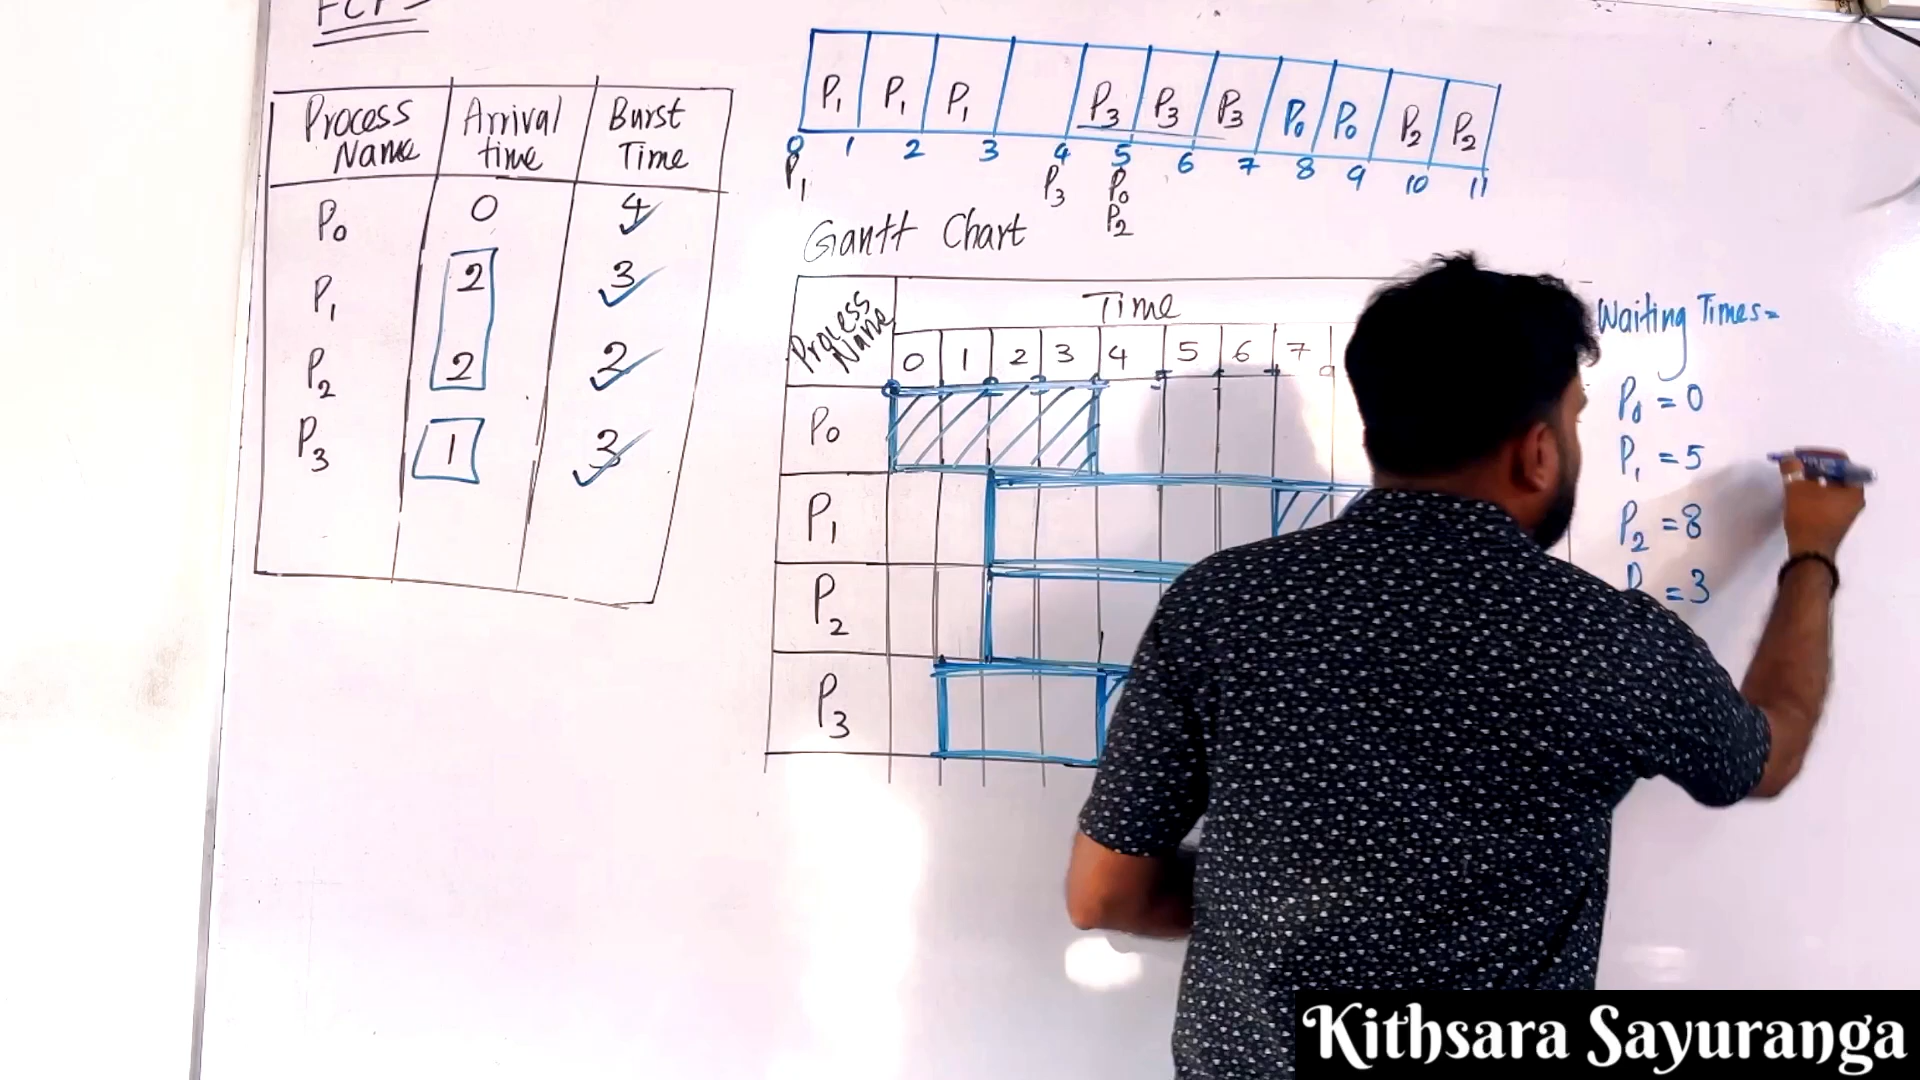 Process Name | Arrival time | Burst Time
P0 | 0 | 4
P1 | 2 | 3
P2 | 2 | 2
P3 | 1 | 3
P1 P1 P1 P3 P3 P3 P0 P0 P2 P2
0 1 2 3 4 5 6 7 8 9 10 11
P1 P3 P0
P2
Gantt Chart
Process Name | Time
0 1 2 3 4 5 6 7
P0
P1
P2
P3
Waiting Times =
P0 = 0
P1 = 5
P2 = 8
= 3
Kithsara Sayuranga